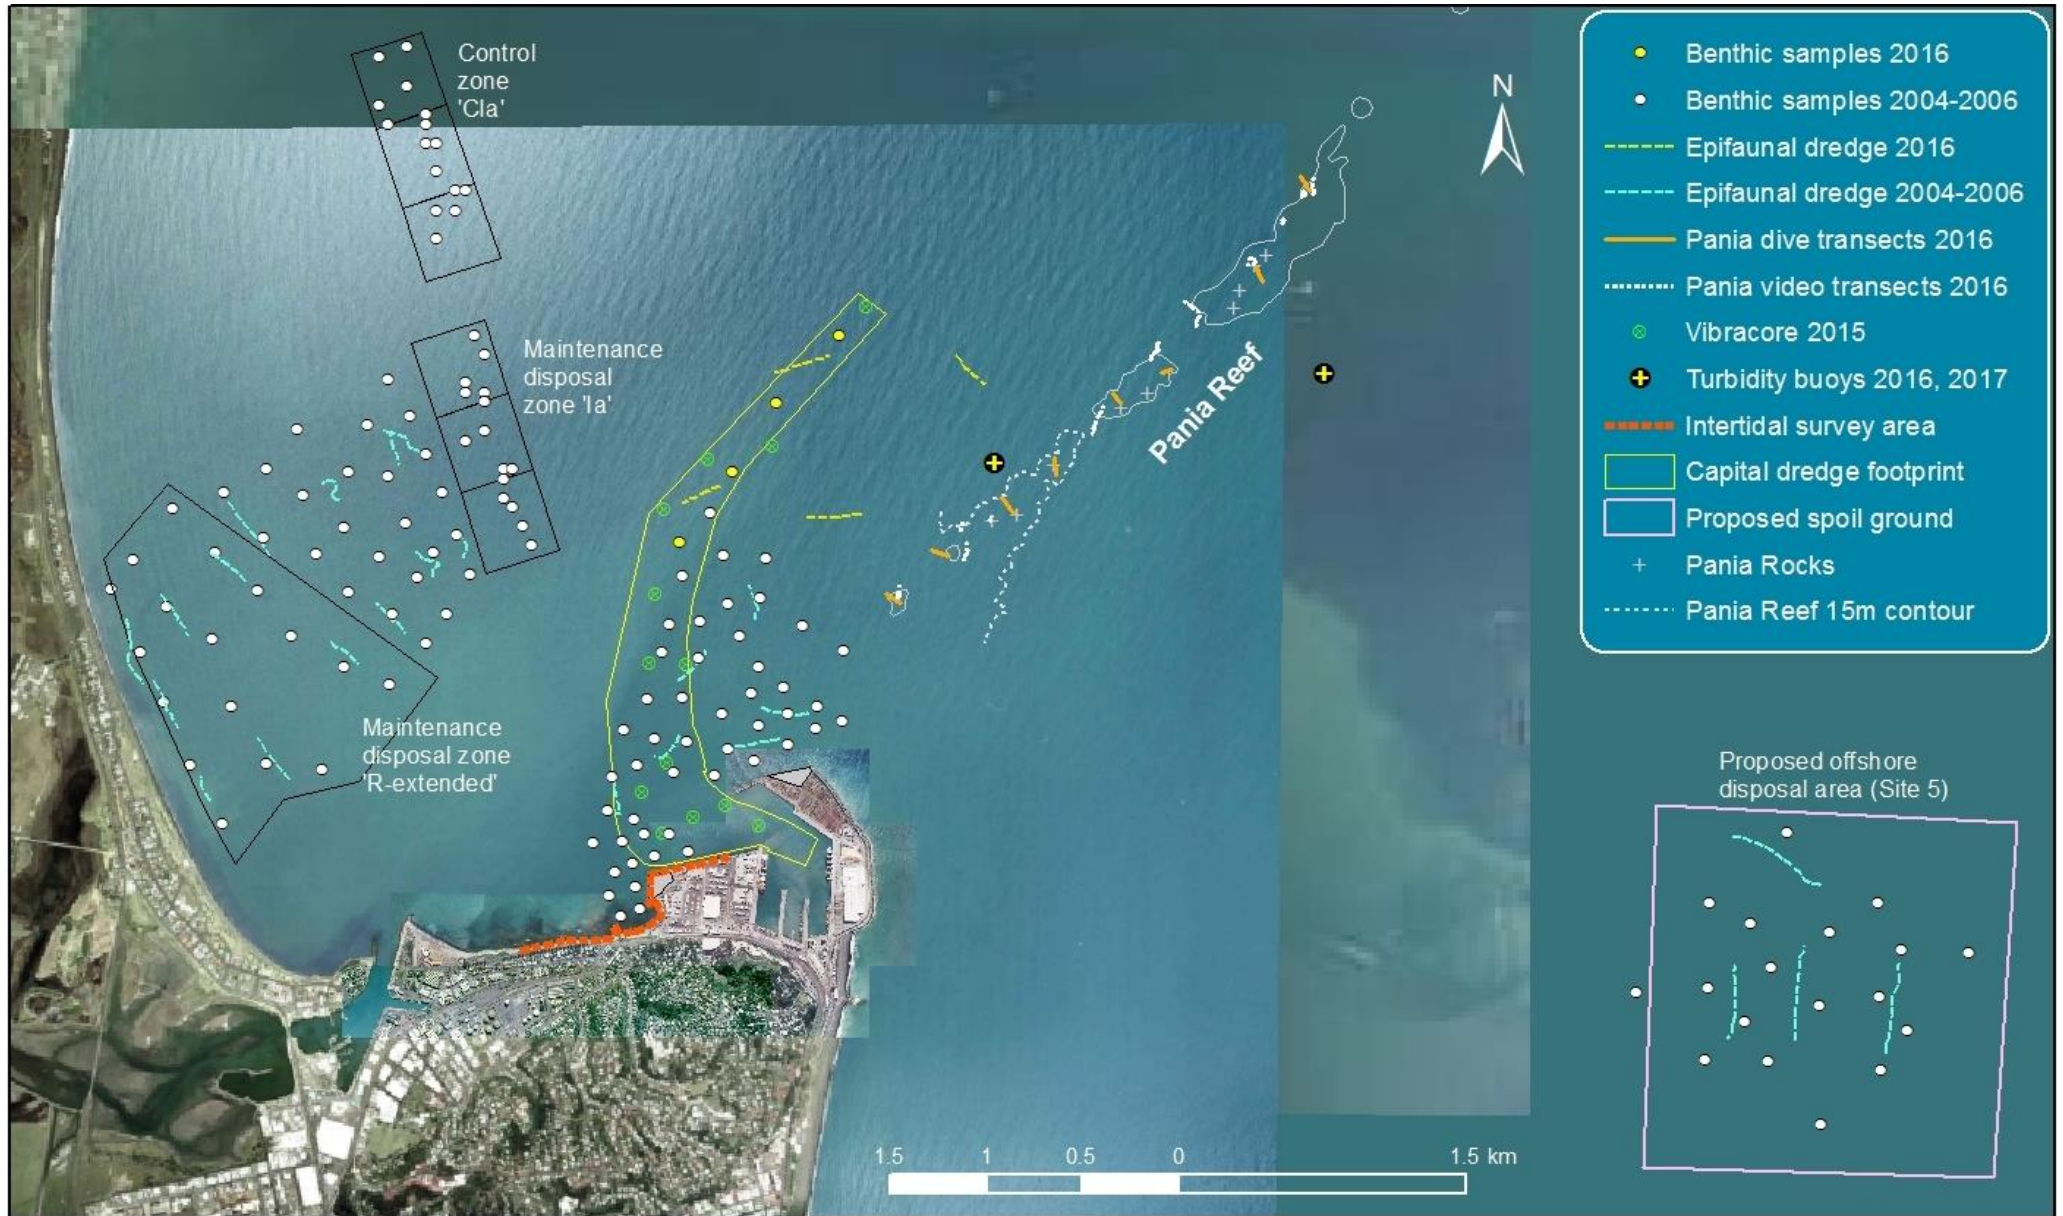 Control
zone
'CIa'
Maintenance
disposal
zone 'Ia'
Maintenance
disposal zone
'R-extended'
Pania Reef
N
Benthic samples 2016
Benthic samples 2004-2006
Epifaunal dredge 2016
Epifaunal dredge 2004-2006
Pania dive transects 2016
Pania video transects 2016
Vibracore 2015
Turbidity buoys 2016, 2017
Intertidal survey area
Capital dredge footprint
Proposed spoil ground
Pania Rocks
Pania Reef 15m contour
Proposed offshore
disposal area (Site 5)
1.5 1 0.5 0 1.5 km